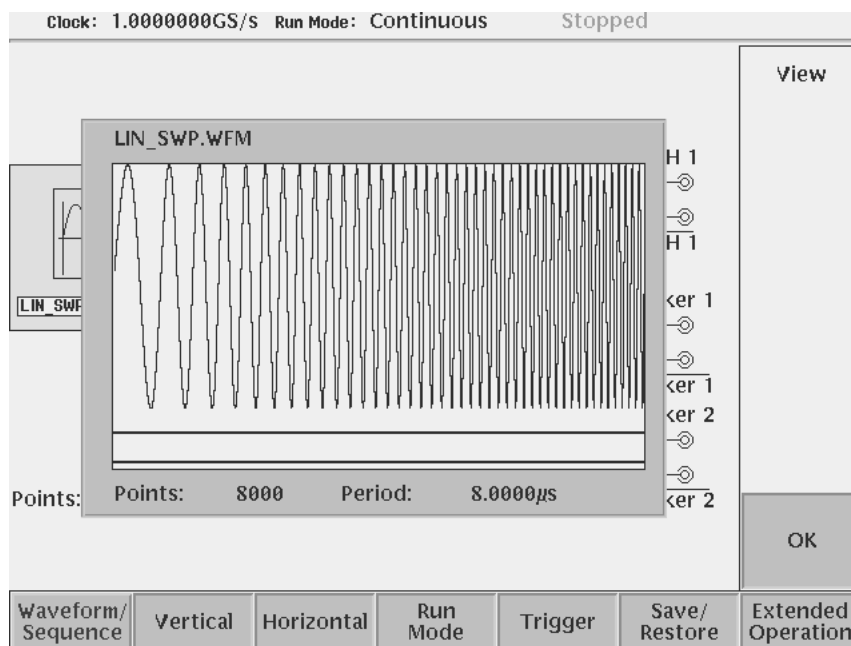 Clock: 1.0000000GS/s Run Mode: Continuous Stopped
View
LIN_SWP.WFM
H 1
H 1
LIN_SWP
ker 1
ker 1
ker 2
Points: 8000 Period: 8.0000µs
Points:
ker 2
OK
Waveform/
Sequence
Vertical
Horizontal
Run
Mode
Trigger
Save/
Restore
Extended
Operation